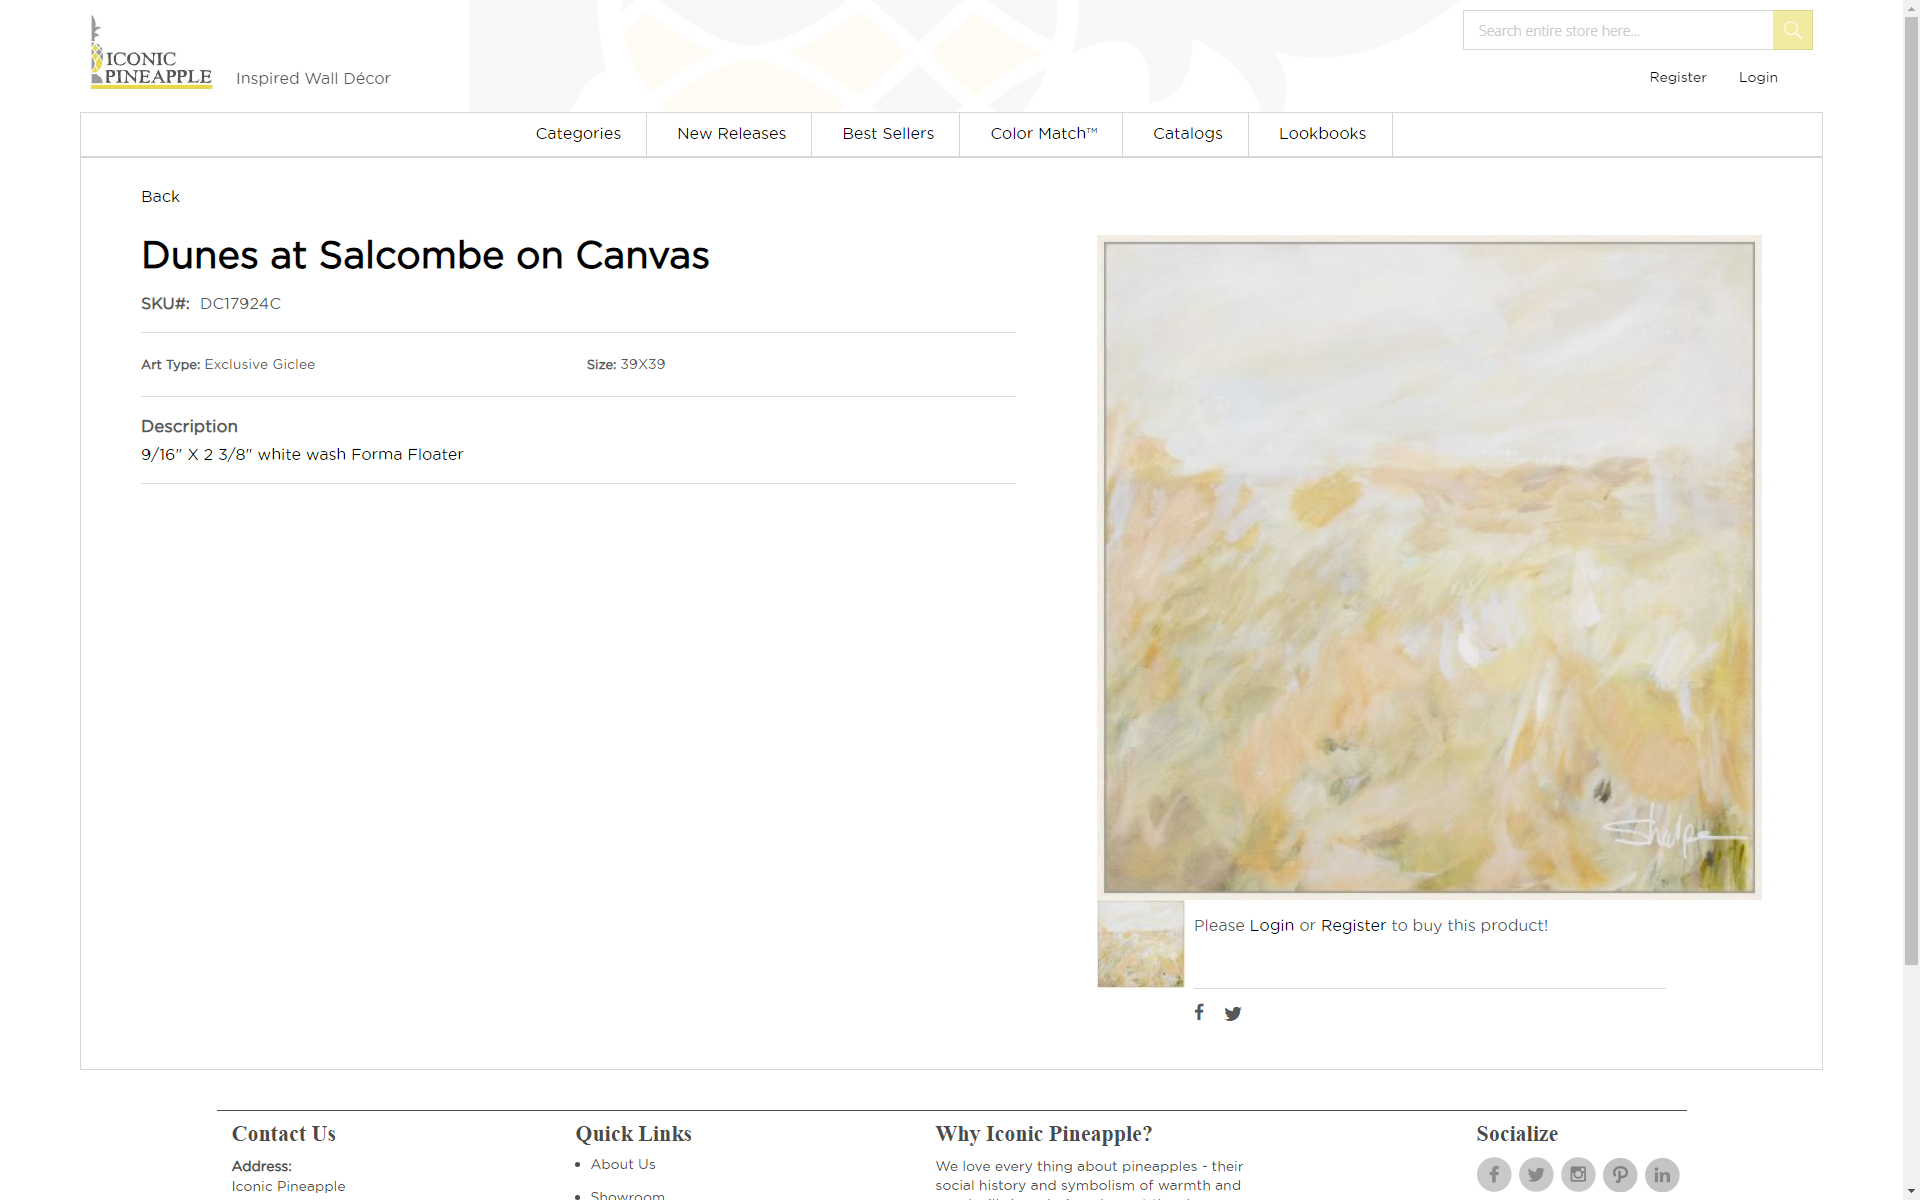 ICONIC
PINEAPPLE
Inspired Wall Décor
Search entire store here...
Register
Login
Categories
New Releases
Best Sellers
Color Match™
Catalogs
Lookbooks
Back
Dunes at Salcombe on Canvas
SKU#: DC17924C
Art Type: Exclusive Giclee
Size: 39X39
Description
9/16" X 2 3/8" white wash Forma Floater
Please Login or Register to buy this product!
Contact Us
Address:
Iconic Pineapple
Quick Links
About Us
Showroom
Why Iconic Pineapple?
We love every thing about pineapples - their
social history and symbolism of warmth and
Socialize